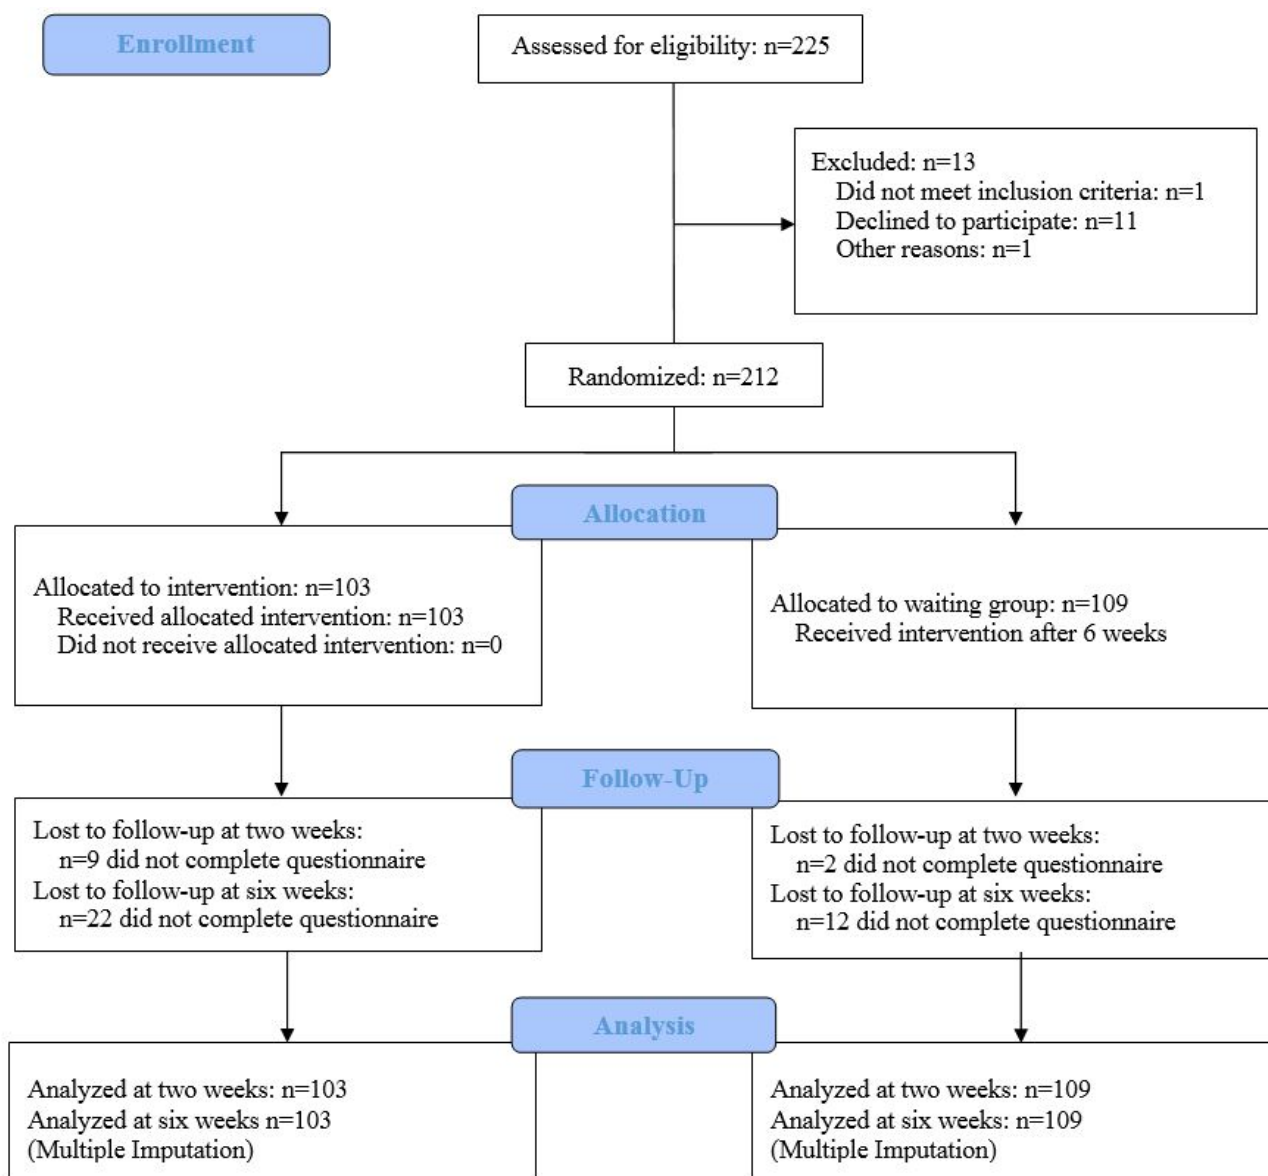 Enrollment
Assessed for eligibility: n=225
Excluded: n=13
Did not meet inclusion criteria: n=1
Declined to participate: n=11
Other reasons: n=1
Randomized: n=212
Allocation
Allocated to intervention: n=103
Received allocated intervention: n=103
Did not receive allocated intervention: n=0
Allocated to waiting group: n=109
Received intervention after 6 weeks
Follow-Up
Lost to follow-up at two weeks:
n=9 did not complete questionnaire
Lost to follow-up at six weeks:
n=22 did not complete questionnaire
Lost to follow-up at two weeks:
n=2 did not complete questionnaire
Lost to follow-up at six weeks:
n=12 did not complete questionnaire
Analysis
Analyzed at two weeks: n=103
Analyzed at six weeks n=103
(Multiple Imputation)
Analyzed at two weeks: n=109
Analyzed at six weeks: n=109
(Multiple Imputation)